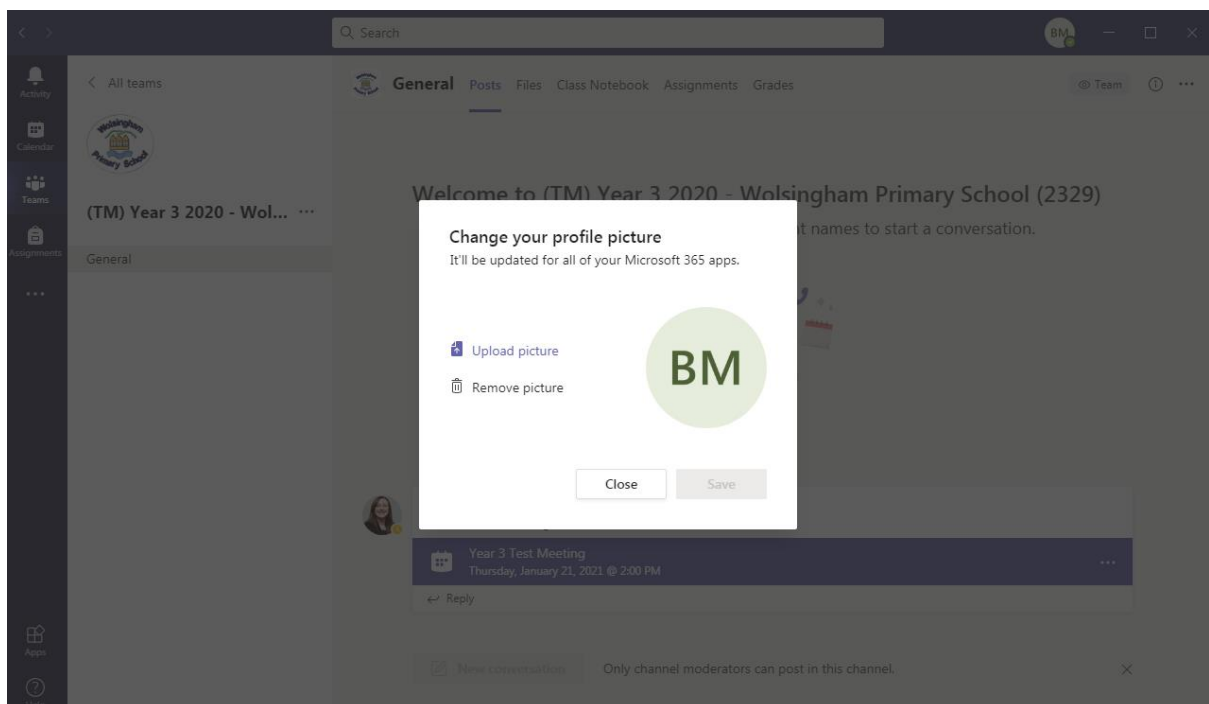 Search
BM
Activity
Calendar
Teams
Assignments
Apps
All teams
Wolsingham
Primary School
(TM) Year 3 2020 - Wol... ...
General
General Posts Files Class Notebook Assignments Grades
Team
Welcome to (TM) Year 3 2020 - Wolsingham Primary School (2329)
t names to start a conversation.
Change your profile picture
It'll be updated for all of your Microsoft 365 apps.
Upload picture
Remove picture
BM
Close Save
Year 3 Test Meeting
Thursday, January 21, 2021 @ 2:00 PM
Reply
New conversation Only channel moderators can post in this channel.